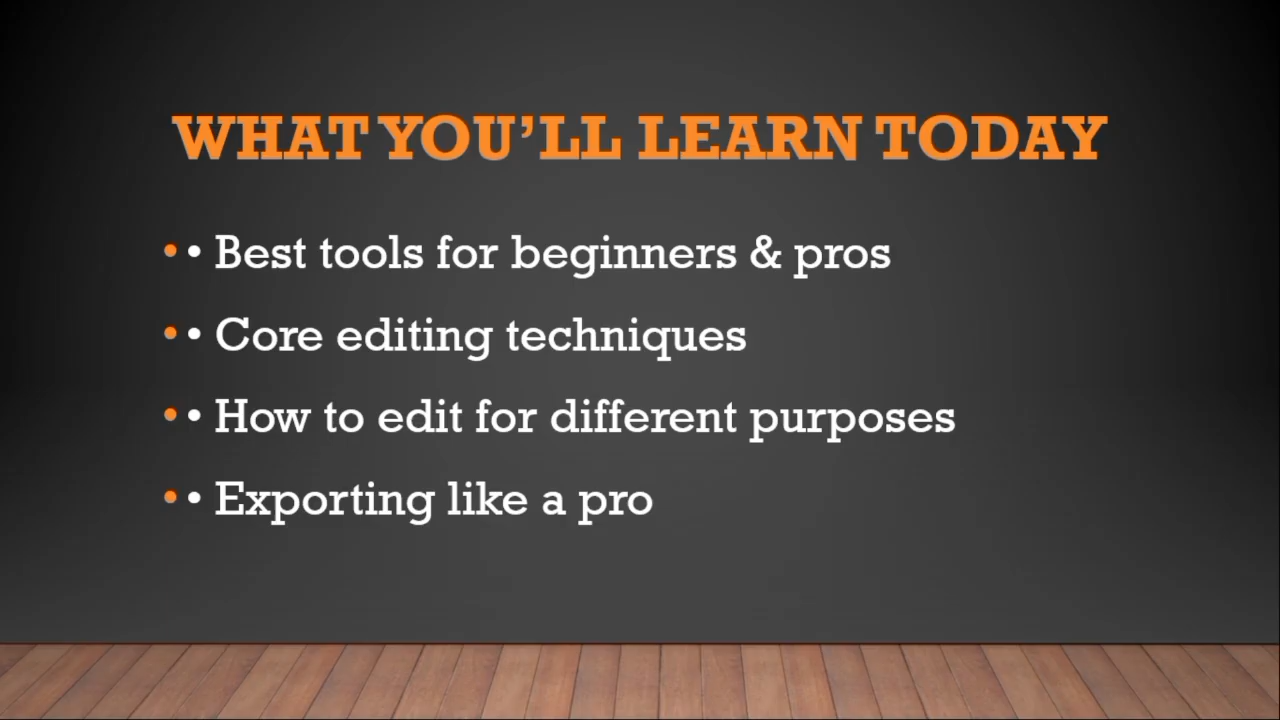 WHAT YOU’LL LEARN TODAY
• • Best tools for beginners & pros
• • Core editing techniques
• • How to edit for different purposes
• • Exporting like a pro